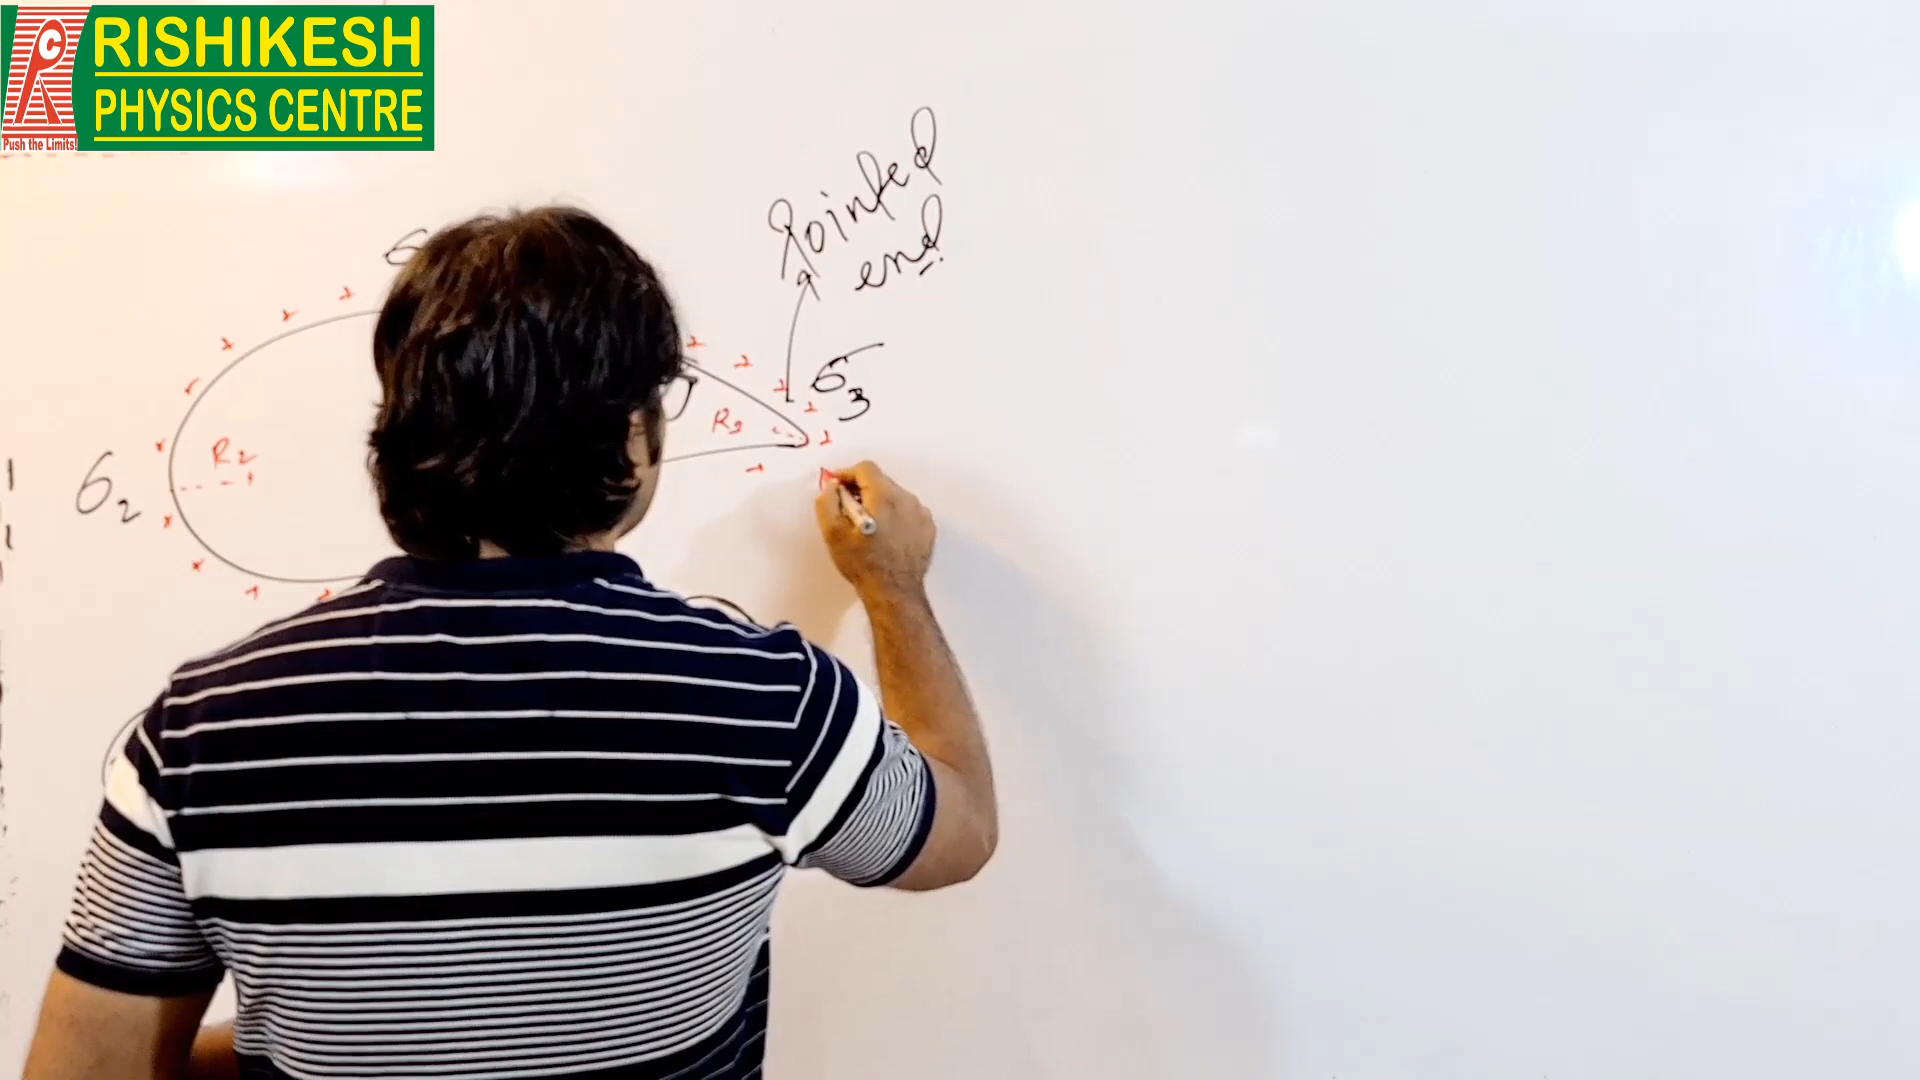 RISHIKESH
PHYSICS CENTRE
Push the Limits!
Pointed
end
σ3
R3
R2
σ2